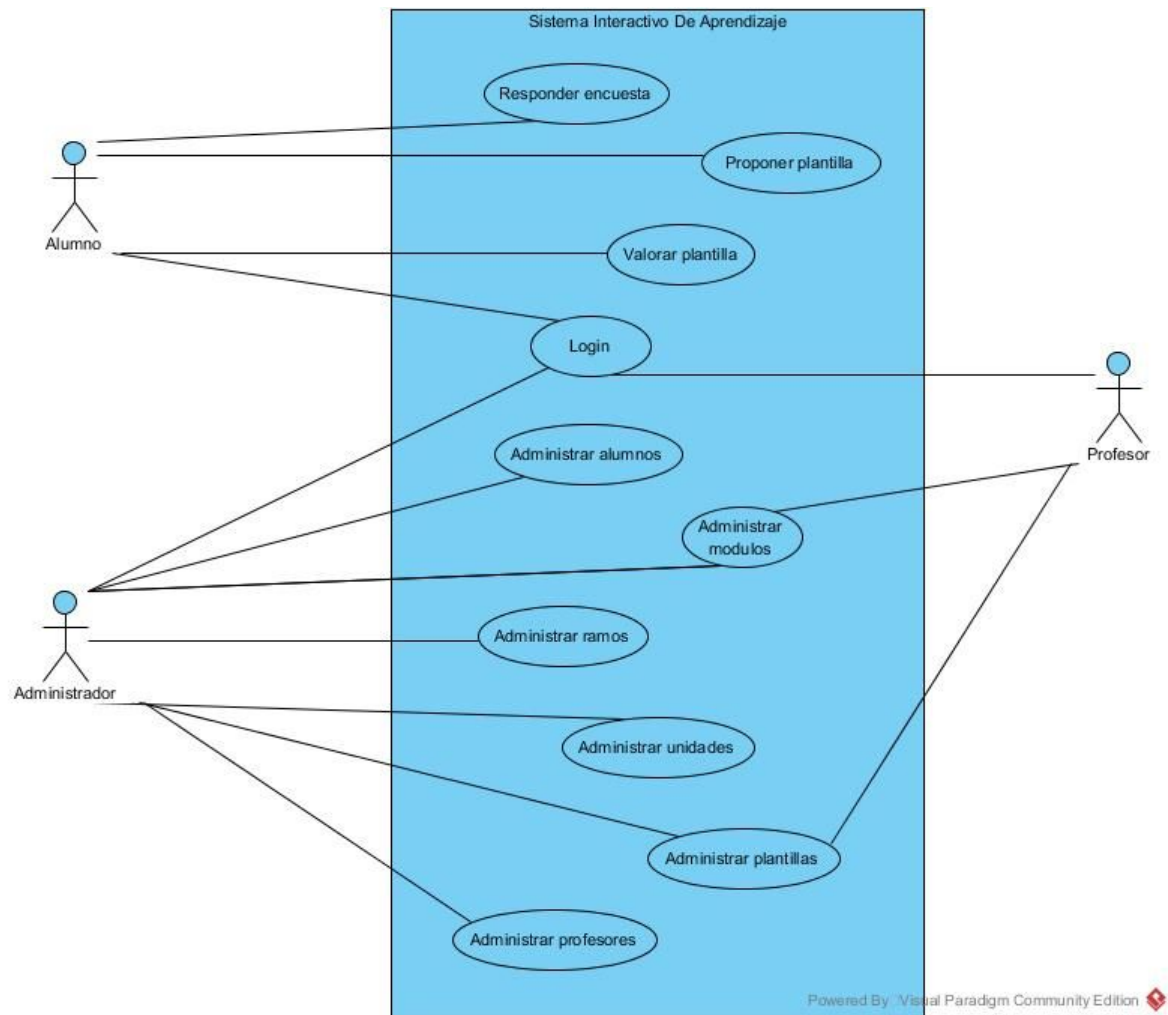 Sistema Interactivo De Aprendizaje
Responder encuesta
Proponer plantilla
Alumno
Valorar plantilla
Login
Profesor
Administrar alumnos
Administrar
modulos
Administrar ramos
Administrador
Administrar unidades
Administrar plantillas
Administrar profesores
Powered By Visual Paradigm Community Edition